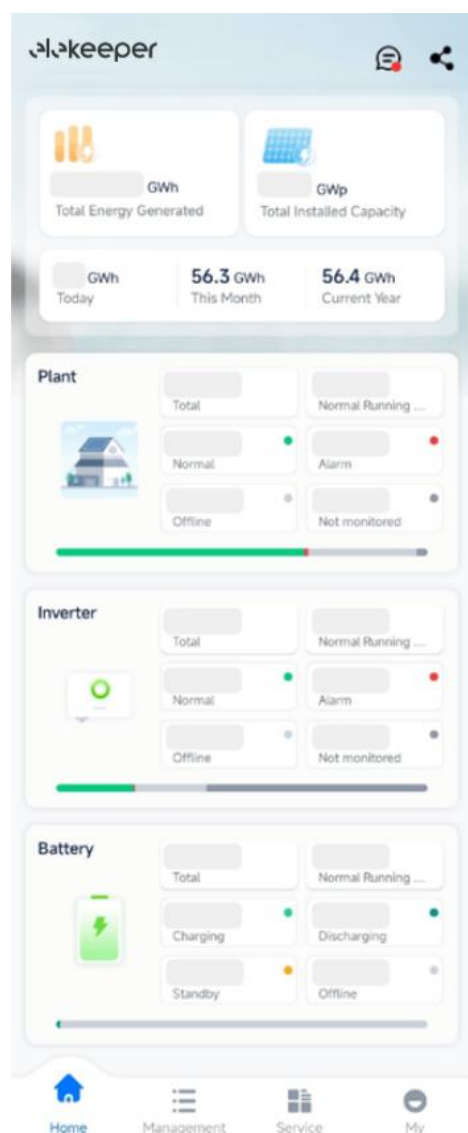 elekeeper
GWh
Total Energy Generated
GWp
Total Installed Capacity
GWh
Today
56.3 GWh
This Month
56.4 GWh
Current Year
Plant
Total
Normal Running ...
Normal
Alarm
Offline
Not monitored
Inverter
Total
Normal Running ...
Normal
Alarm
Offline
Not monitored
Battery
Total
Normal Running ...
Charging
Discharging
Standby
Offline
Home
Management
Service
My